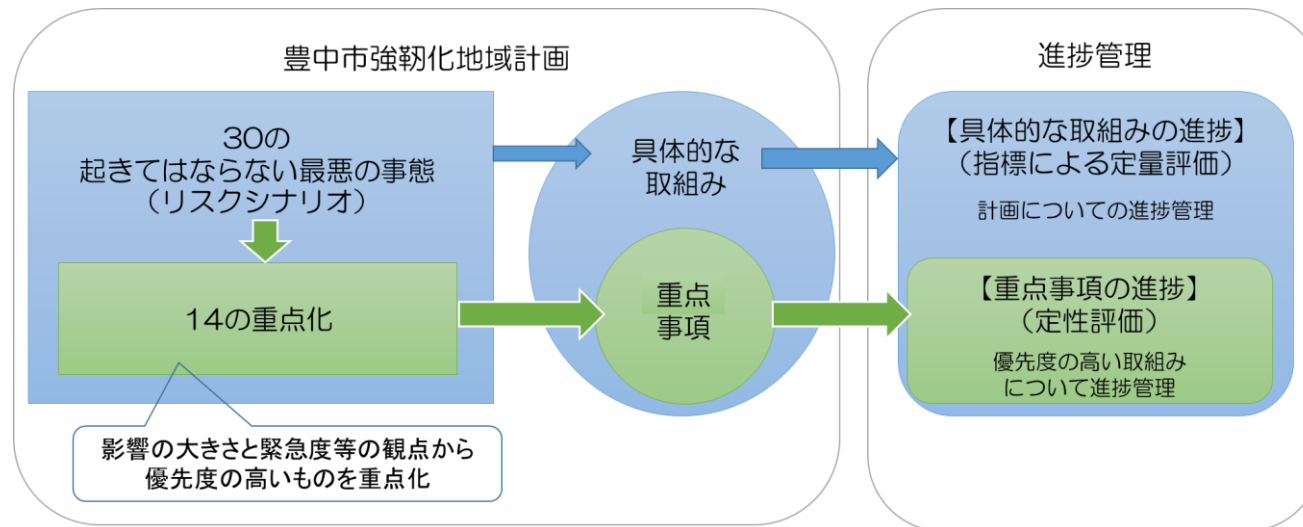 豊中市強靭化地域計画
30の
起きてはならない最悪の事態
（リスクシナリオ）
14の重点化
影響の大きさと緊急度等の観点から
優先度の高いものを重点化
具体的な
取組み
重点
事項
進捗管理
【具体的な取組みの進捗】
（指標による定量評価）
計画についての進捗管理
【重点事項の進捗】
（定性評価）
優先度の高い取組み
について進捗管理